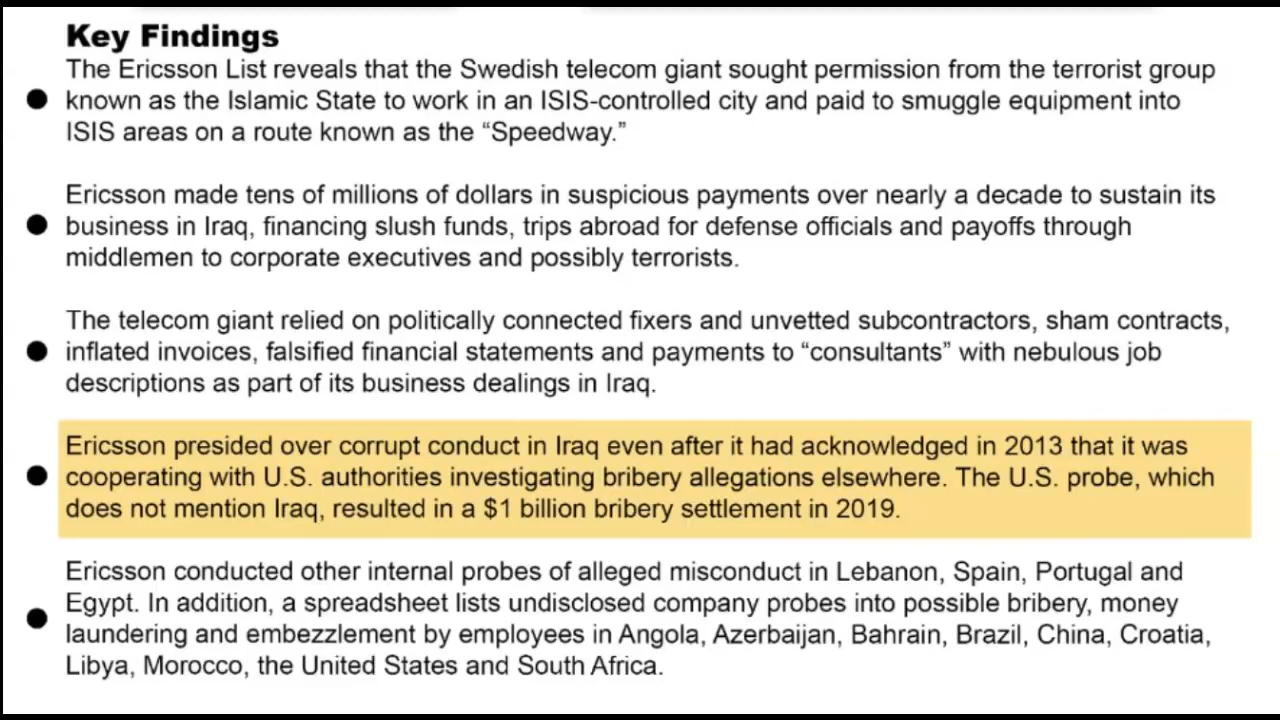 Key Findings
The Ericsson List reveals that the Swedish telecom giant sought permission from the terrorist group
known as the Islamic State to work in an ISIS-controlled city and paid to smuggle equipment into
ISIS areas on a route known as the “Speedway.”
Ericsson made tens of millions of dollars in suspicious payments over nearly a decade to sustain its
business in Iraq, financing slush funds, trips abroad for defense officials and payoffs through
middlemen to corporate executives and possibly terrorists.
The telecom giant relied on politically connected fixers and unvetted subcontractors, sham contracts,
inflated invoices, falsified financial statements and payments to “consultants” with nebulous job
descriptions as part of its business dealings in Iraq.
Ericsson presided over corrupt conduct in Iraq even after it had acknowledged in 2013 that it was
cooperating with U.S. authorities investigating bribery allegations elsewhere. The U.S. probe, which
does not mention Iraq, resulted in a $1 billion bribery settlement in 2019.
Ericsson conducted other internal probes of alleged misconduct in Lebanon, Spain, Portugal and
Egypt. In addition, a spreadsheet lists undisclosed company probes into possible bribery, money
laundering and embezzlement by employees in Angola, Azerbaijan, Bahrain, Brazil, China, Croatia,
Libya, Morocco, the United States and South Africa.